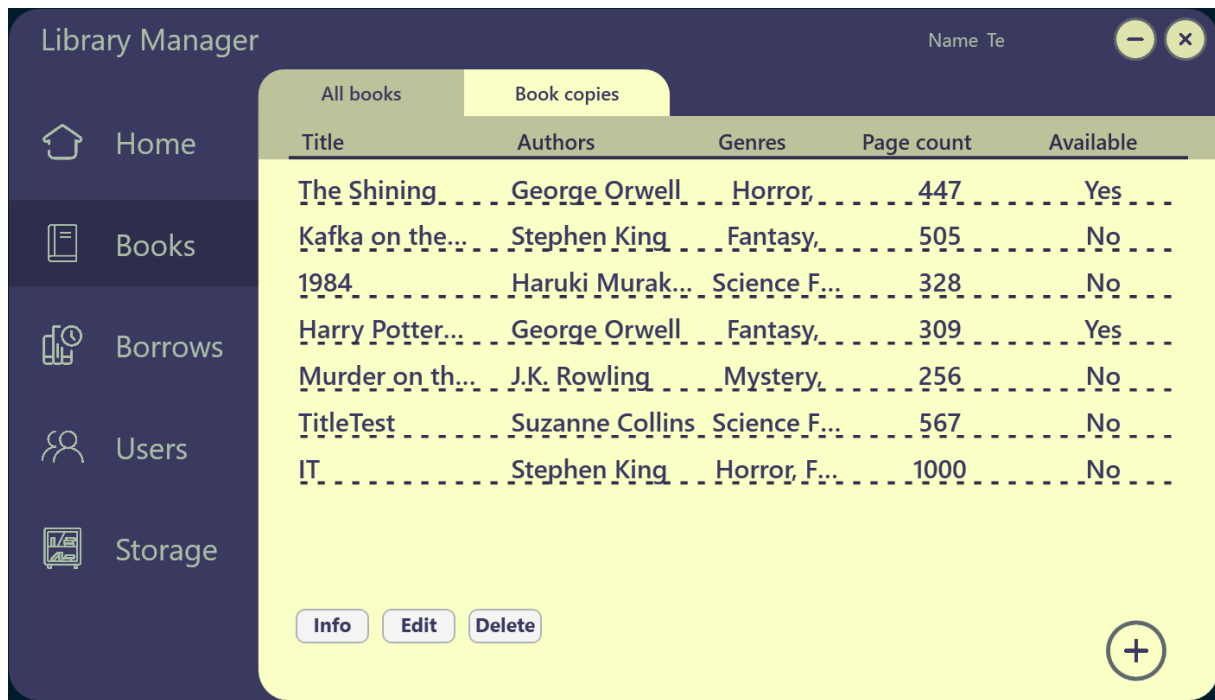 Library Manager
Name Te
All books Book copies
Title Authors Genres Page count Available
Home
Books
Borrows
Users
Storage
The Shining George Orwell Horror, 447 Yes
Kafka on the... Stephen King Fantasy, 505 No
1984 Haruki Murak... Science F... 328 No
Harry Potter... George Orwell Fantasy, 309 Yes
Murder on th... J.K. Rowling Mystery, 256 No
TitleTest Suzanne Collins Science F... 567 No
IT Stephen King Horror, F... 1000 No
Info Edit Delete